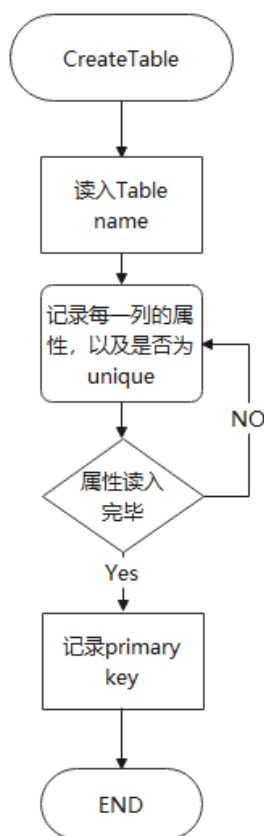 CreateTable
读入Table
name
记录每一列的属
性，以及是否为
unique
NO
属性读入
完毕
Yes
记录primary
key
END